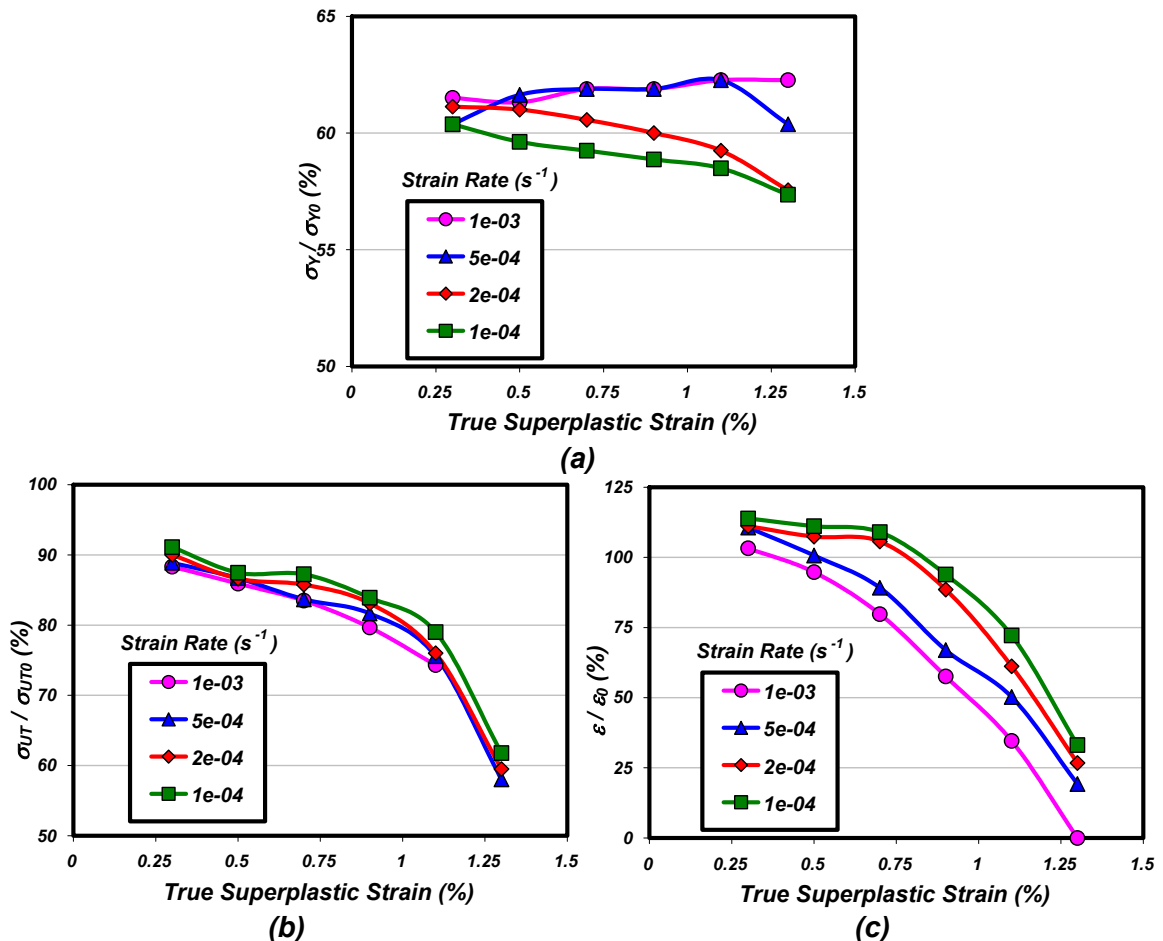 65
60
55
50
σY / σY0 (%)
Strain Rate (s-1)
1e-03
5e-04
2e-04
1e-04
0 0.25 0.5 0.75 1 1.25 1.5
True Superplastic Strain (%)
(a)
100
90
80
70
60
50
σUT / σUT0 (%)
Strain Rate (s-1)
1e-03
5e-04
2e-04
1e-04
0 0.25 0.5 0.75 1 1.25 1.5
True Superplastic Strain (%)
(b)
125
100
75
50
25
0
ε / ε0 (%)
Strain Rate (s-1)
1e-03
5e-04
2e-04
1e-04
0 0.25 0.5 0.75 1 1.25 1.5
True Superplastic Strain (%)
(c)